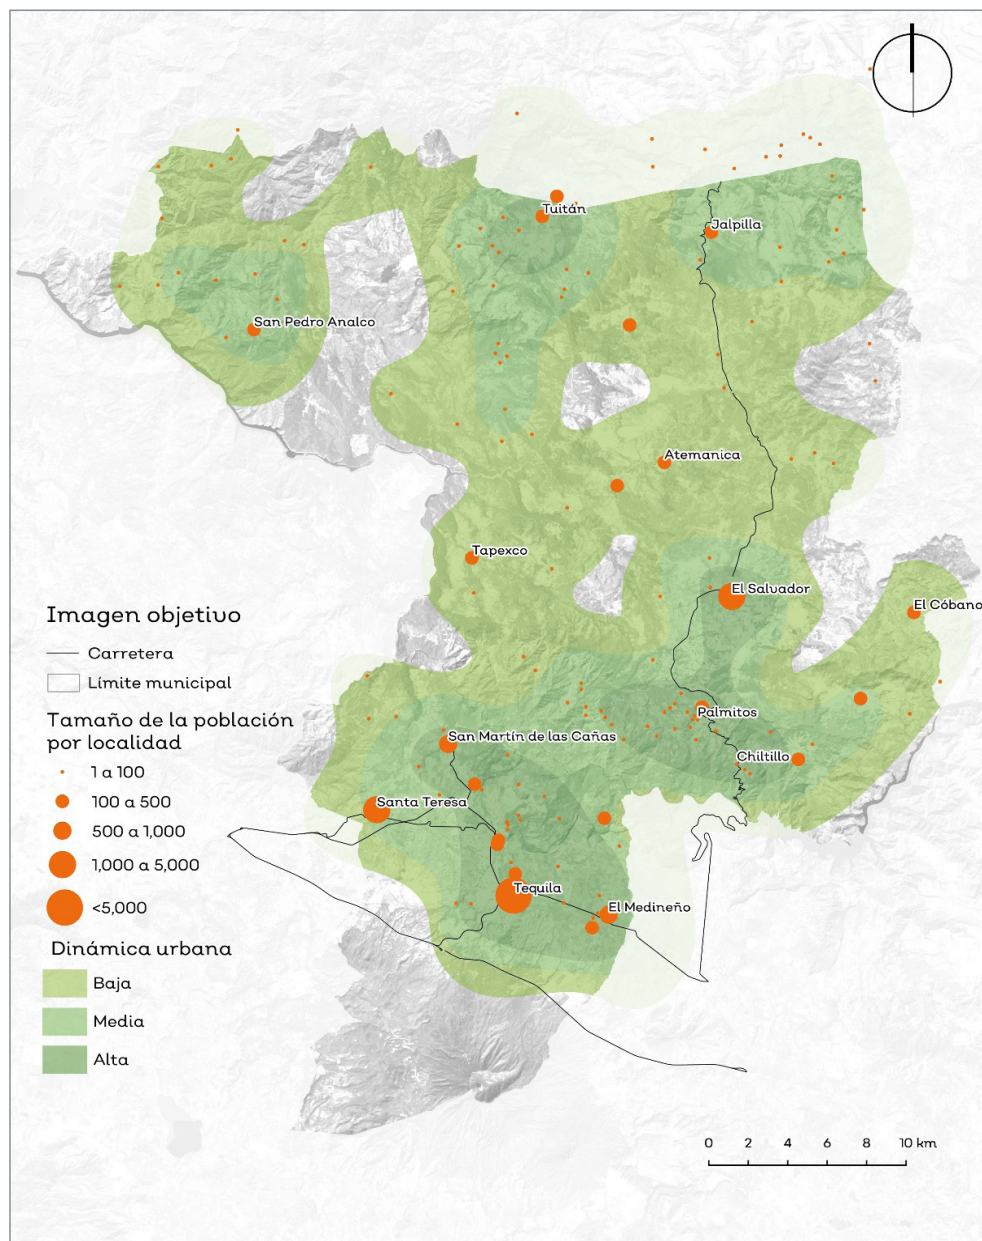 Tuitán
Jalpilla
San Pedro Analco
Atemanica
Tapexco
El Salvador
El Cóbano
Palmitos
San Martín de las Cañas
Chiltillo
Santa Teresa
Tequila
El Medineño
Imagen objetivo
Carretera
Límite municipal
Tamaño de la población
por localidad
1 a 100
100 a 500
500 a 1,000
1,000 a 5,000
<5,000
Dinámica urbana
Baja
Media
Alta
0 2 4 6 8 10 km